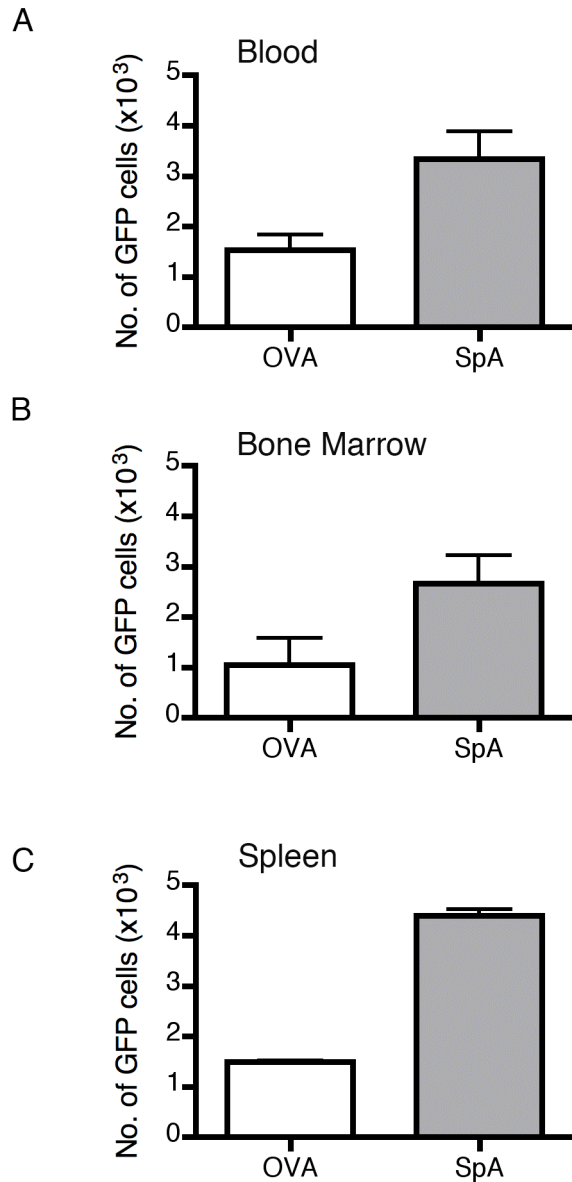 A
Blood
No. of GFP cells (x10³)
5
4
3
2
1
0
OVA SpA
B
Bone Marrow
No. of GFP cells (x10³)
5
4
3
2
1
0
OVA SpA
C
Spleen
No. of GFP cells (x10³)
5
4
3
2
1
0
OVA SpA